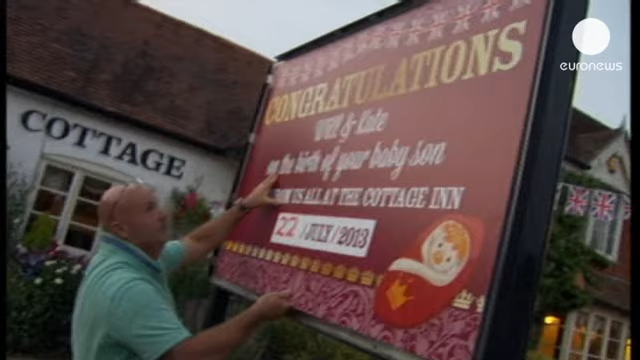 euronews
COTTAGE
CONGRATULATIONS
Will & Kate
on the birth of your baby son
US ALL AT THE COTTAGE INN
22/JULY/2013